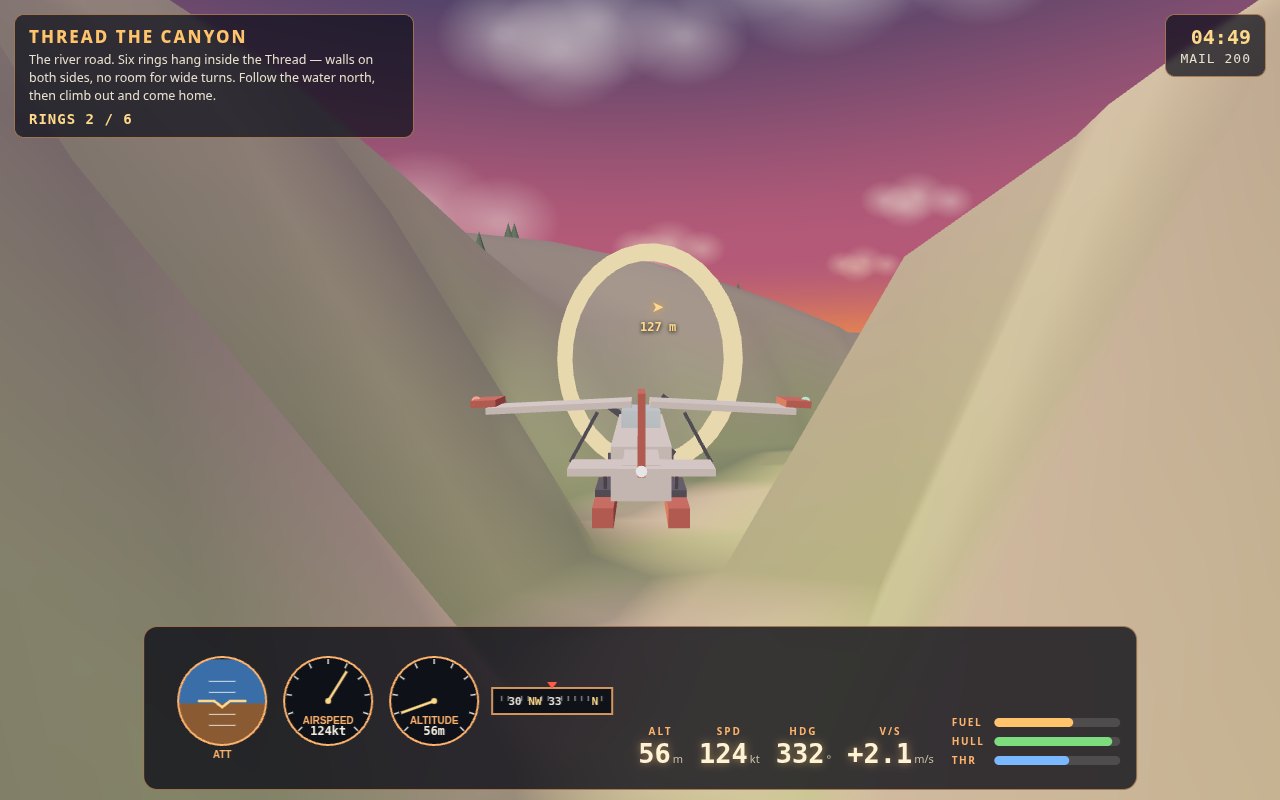 THREAD THE CANYON
The river road. Six rings hang inside the Thread — walls on
both sides, no room for wide turns. Follow the water north,
then climb out and come home.
RINGS 2 / 6
04:49
MAIL 200
127 m
ATT
AIRSPEED
124kt
ALTITUDE
56m
30 NW 33 N
ALT
56 m
SPD
124 kt
HDG
332°
V/S
+2.1 m/s
FUEL
HULL
THR